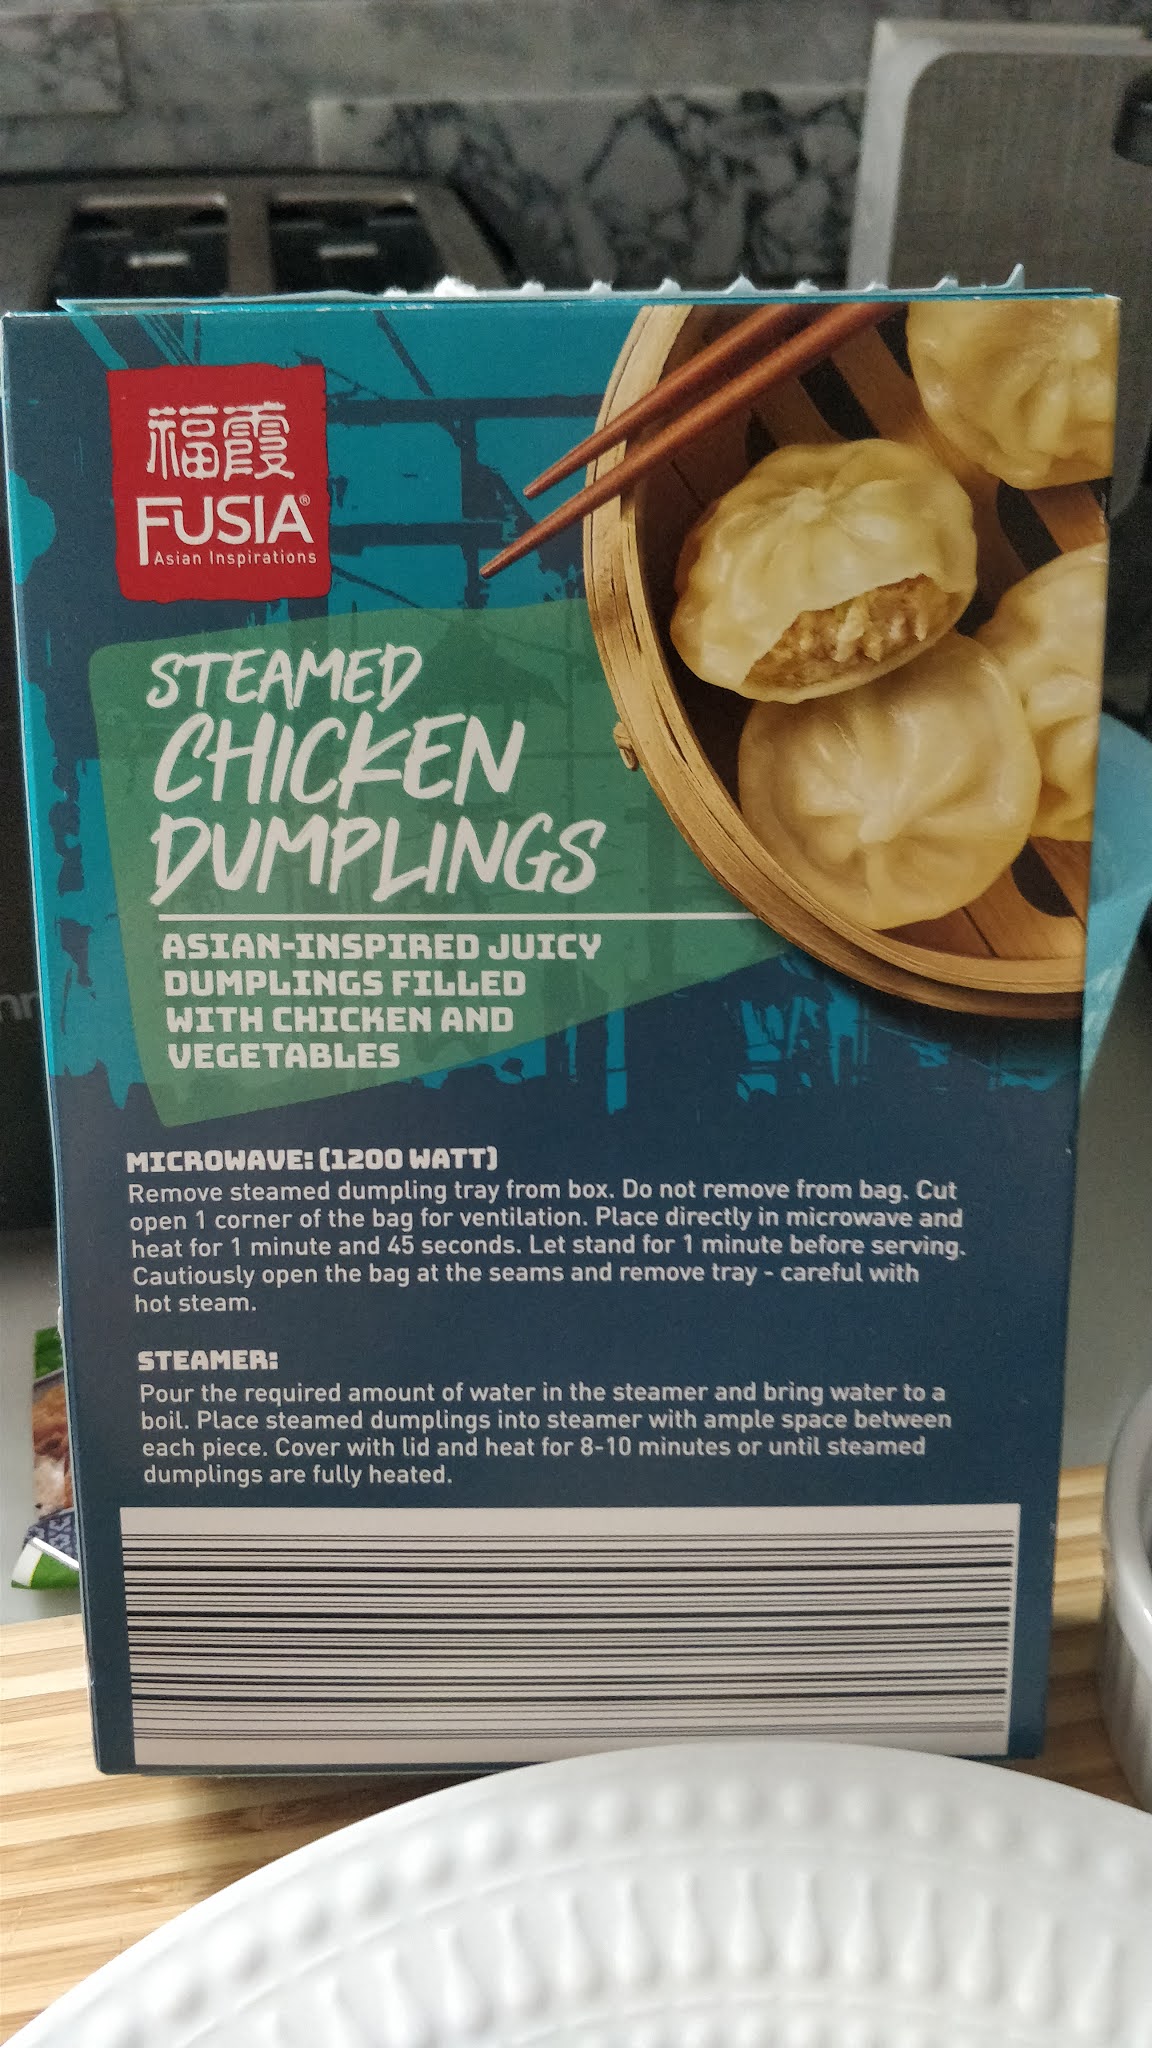 福霞
FUSIA®
Asian Inspirations
STEAMED
CHICKEN
DUMPLINGS
ASIAN-INSPIRED JUICY
DUMPLINGS FILLED
WITH CHICKEN AND
VEGETABLES
MICROWAVE: (1200 WATT)
Remove steamed dumpling tray from box. Do not remove from bag. Cut
open 1 corner of the bag for ventilation. Place directly in microwave and
heat for 1 minute and 45 seconds. Let stand for 1 minute before serving.
Cautiously open the bag at the seams and remove tray - careful with
hot steam.
STEAMER:
Pour the required amount of water in the steamer and bring water to a
boil. Place steamed dumplings into steamer with ample space between
each piece. Cover with lid and heat for 8-10 minutes or until steamed
dumplings are fully heated.